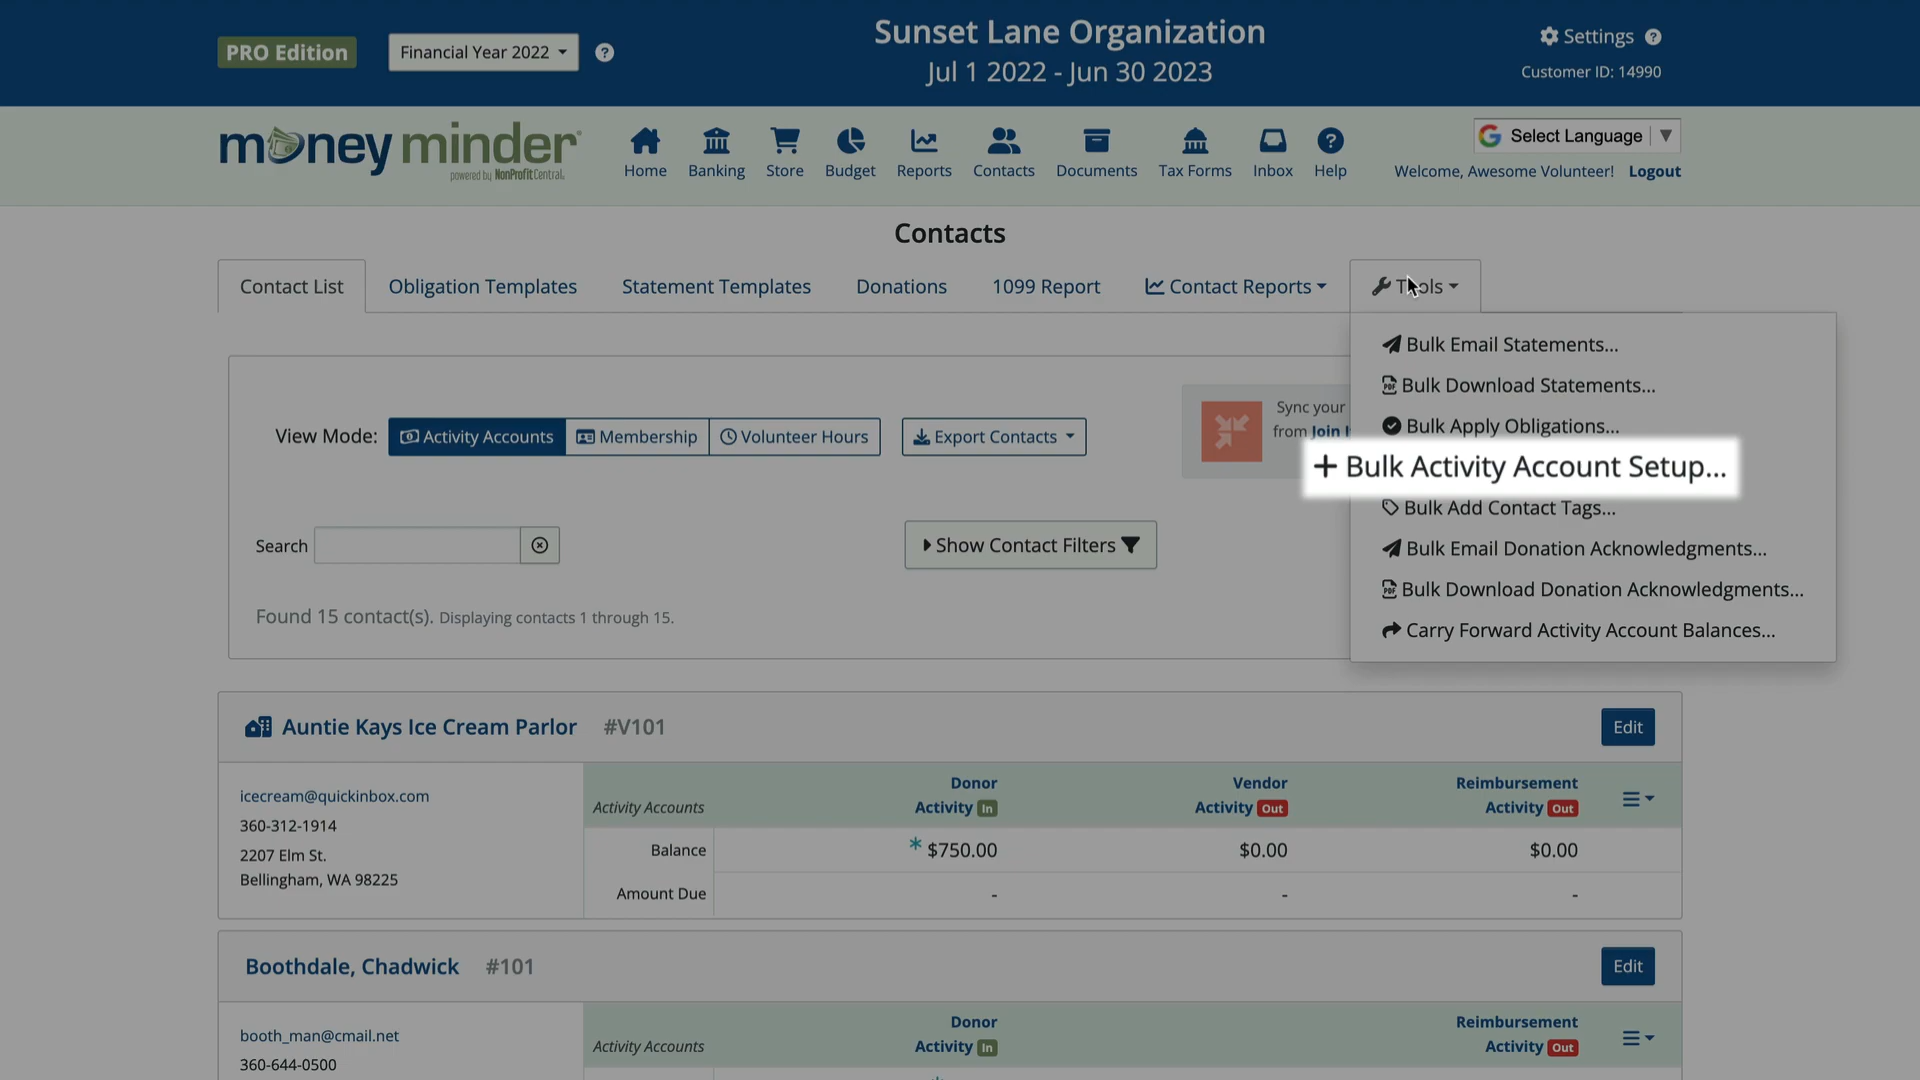 PRO Edition
Financial Year 2022
Sunset Lane Organization
Jul 1 2022 - Jun 30 2023
Settings
Customer ID: 14990
money minder
powered by NonProfitCentral.
Home
Banking
Store
Budget
Reports
Contacts
Documents
Tax Forms
Inbox
Help
Select Language
Welcome, Awesome Volunteer! Logout
Contacts
Contact List
Obligation Templates
Statement Templates
Donations
1099 Report
Contact Reports
Tools
Bulk Email Statements...
Bulk Download Statements...
Bulk Apply Obligations...
+ Bulk Activity Account Setup...
Bulk Add Contact Tags...
Bulk Email Donation Acknowledgments...
Bulk Download Donation Acknowledgments...
Carry Forward Activity Account Balances...
View Mode:
Activity Accounts
Membership
Volunteer Hours
Export Contacts
Sync your
from Join
Search
Show Contact Filters
Found 15 contact(s). Displaying contacts 1 through 15.
Auntie Kays Ice Cream Parlor #V101
Edit
icecream@quickinbox.com
360-312-1914
2207 Elm St.
Bellingham, WA 98225
Activity Accounts
Donor
Activity In
Vendor
Activity Out
Reimbursement
Activity Out
Balance
* $750.00
$0.00
$0.00
Amount Due
-
-
-
Boothdale, Chadwick #101
Edit
booth_man@cmail.net
360-644-0500
Activity Accounts
Donor
Activity In
Reimbursement
Activity Out